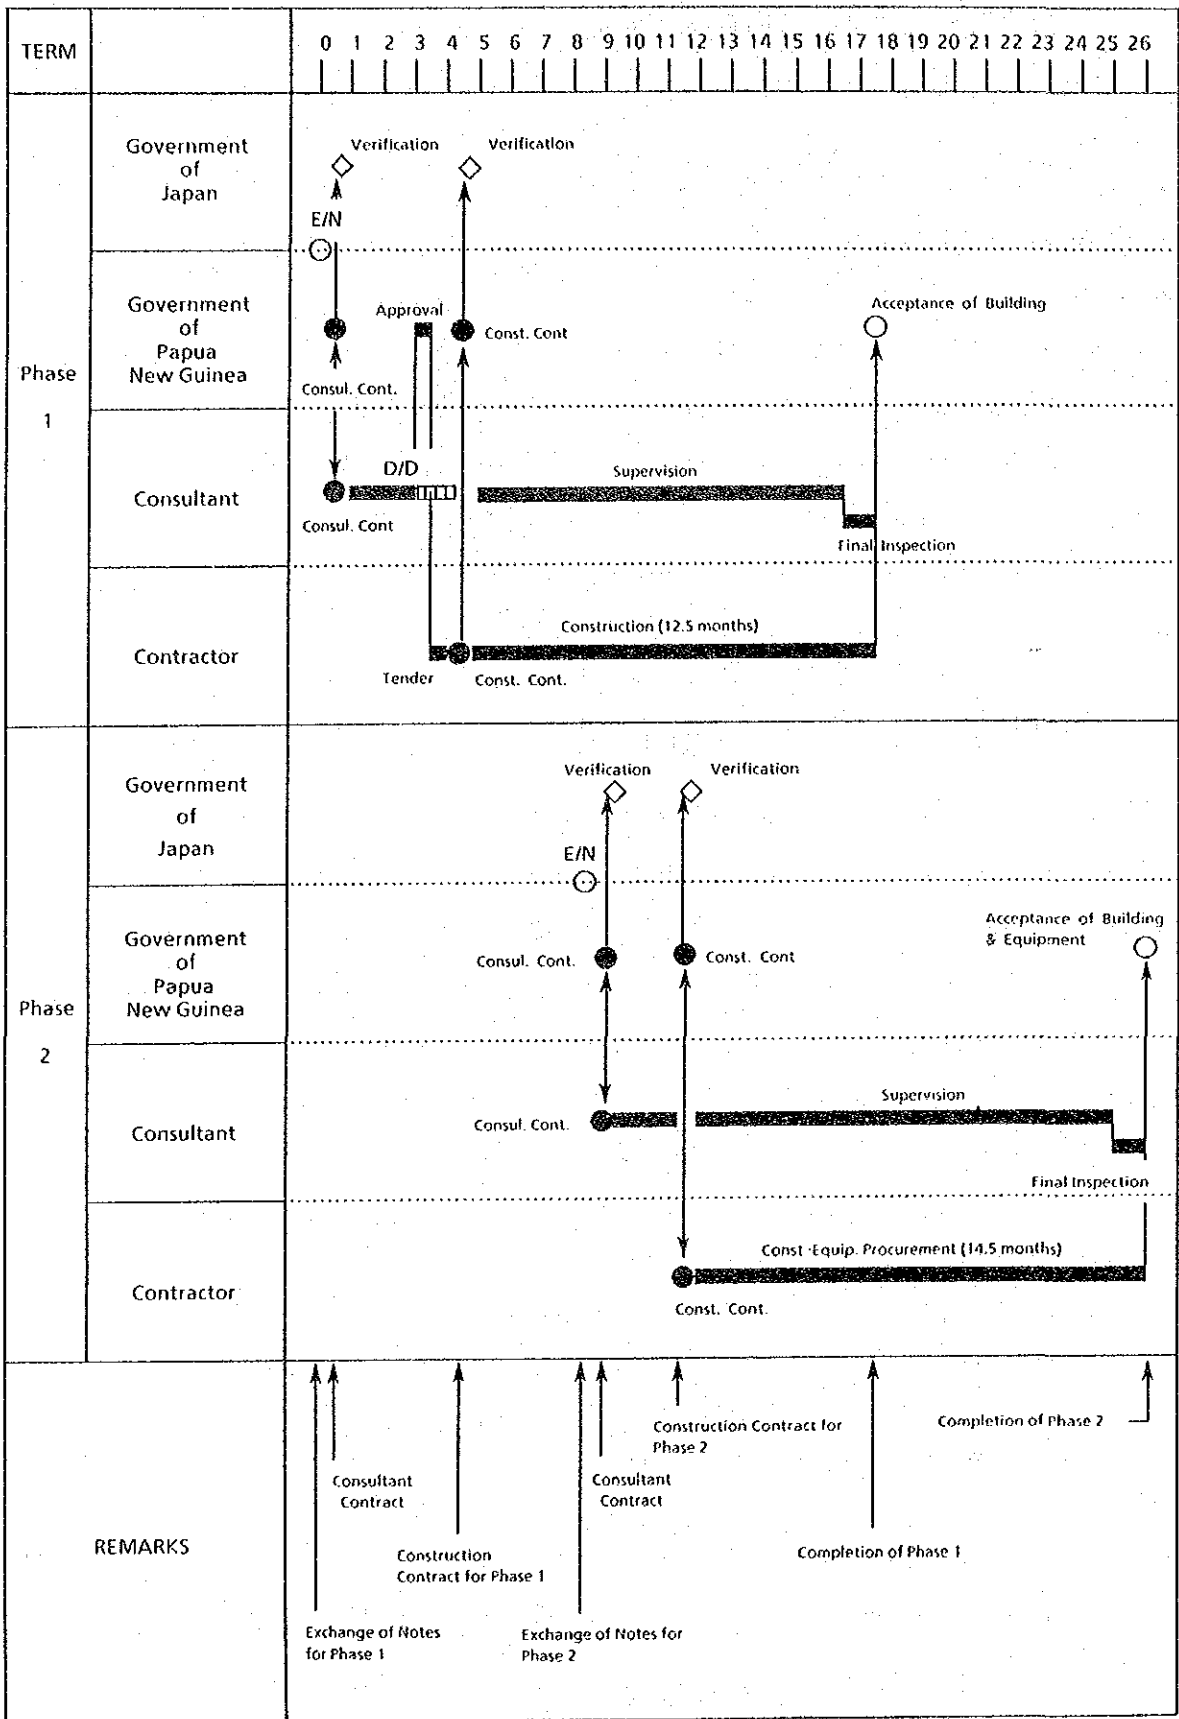 TERM
0 1 2 3 4 5 6 7 8 9 10 11 12 13 14 15 16 17 18 19 20 21 22 23 24 25 26
Phase
1
Government
of
Japan
Verification
Verification
E/N
Government
of
Papua
New Guinea
Approval
Const. Cont
Acceptance of Building
Consul. Cont.
Consultant
D/D
Supervision
Consul. Cont
Final Inspection
Contractor
Construction (12.5 months)
Tender
Const. Cont.
Phase
2
Government
of
Japan
Verification
Verification
E/N
Government
of
Papua
New Guinea
Consul. Cont.
Const. Cont
Acceptance of Building
& Equipment
Consultant
Consul. Cont.
Supervision
Final Inspection
Contractor
Const·Equip. Procurement (14.5 months)
Const. Cont.
REMARKS
Construction Contract for
Phase 2
Completion of Phase 2
Consultant
Contract
Consultant
Contract
Construction
Contract for Phase 1
Completion of Phase 1
Exchange of Notes
for Phase 1
Exchange of Notes for
Phase 2